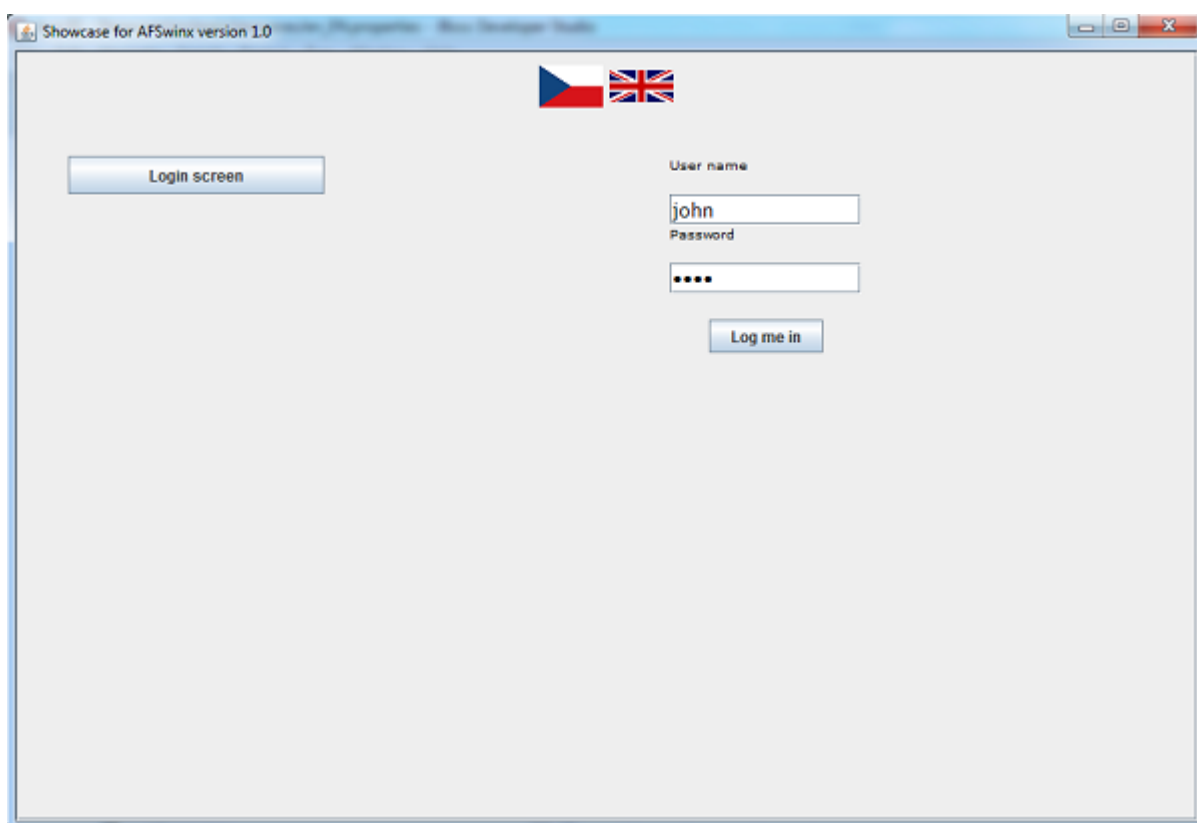 Showcase for AFSwinx version 1.0
Login screen
User name
john
Password
••••
Log me in